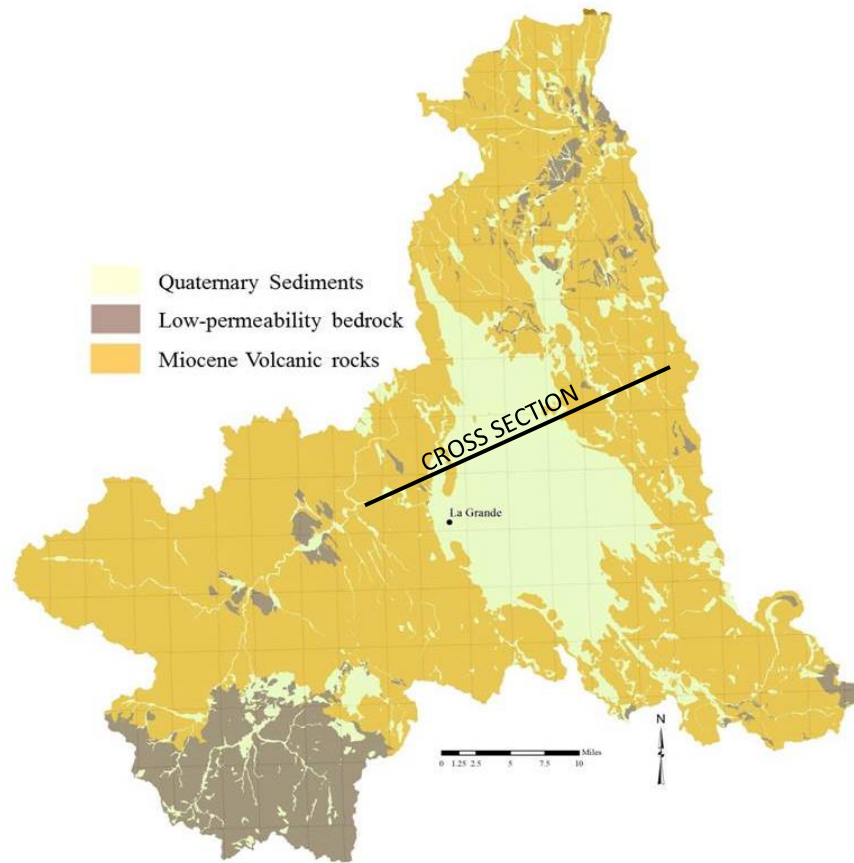 Quaternary Sediments
Low-permeability bedrock
Miocene Volcanic rocks
CROSS SECTION
La Grande
N
Miles
0 1.25 2.5 5 7.5 10